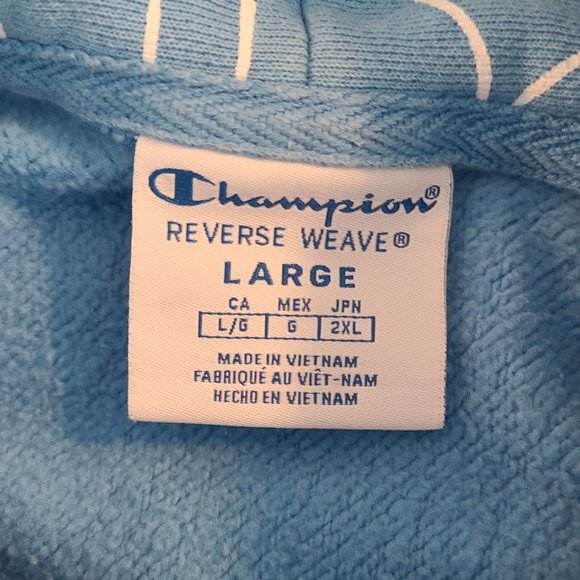 Champion®
REVERSE WEAVE®
LARGE
CA MEX JPN
L/G G 2XL
MADE IN VIETNAM
FABRIQUÉ AU VIÊT-NAM
HECHO EN VIETNAM